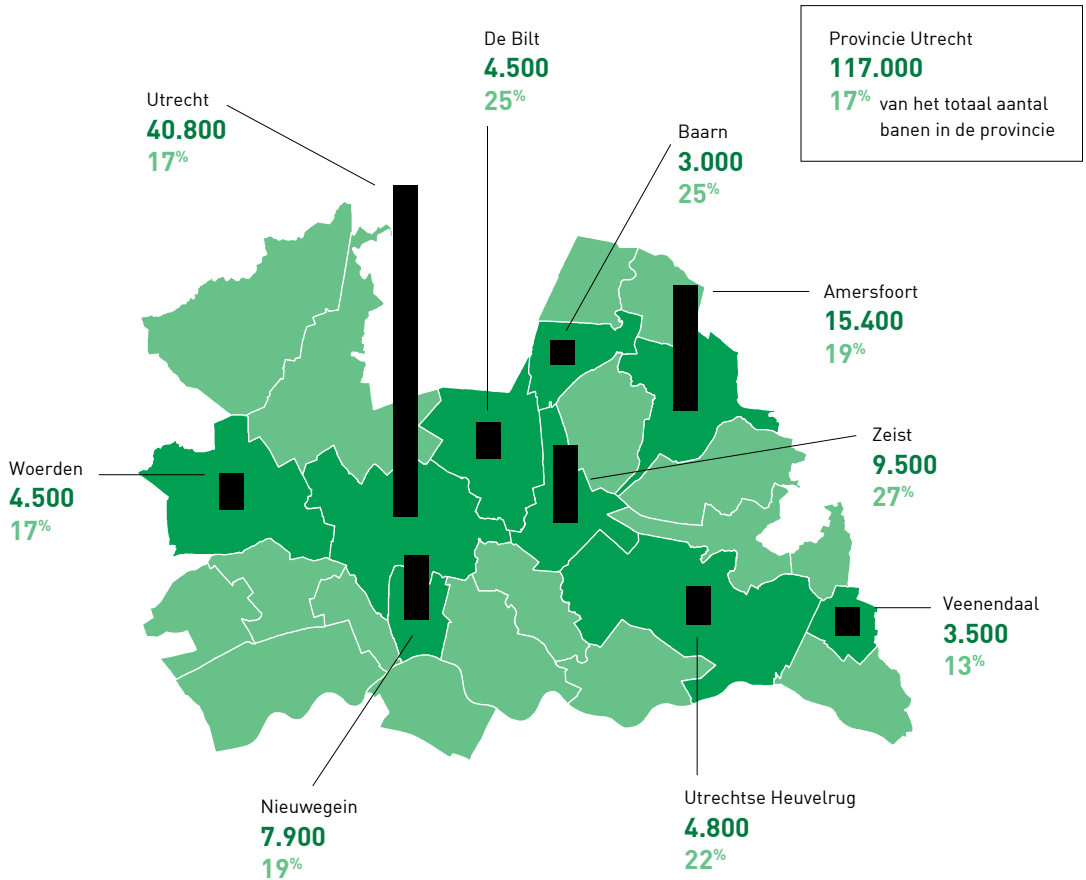 De Bilt
4.500
25%
Provincie Utrecht
117.000
17% van het totaal aantal
banen in de provincie
Utrecht
40.800
17%
Baarn
3.000
25%
Amersfoort
15.400
19%
Zeist
9.500
27%
Woerden
4.500
17%
Veenendaal
3.500
13%
Nieuwegein
7.900
19%
Utrechtse Heuvelrug
4.800
22%